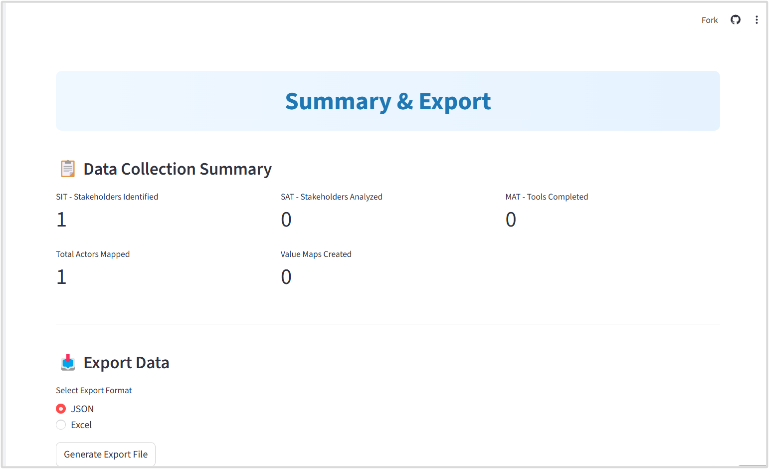 Fork
Summary & Export
Data Collection Summary
SIT - Stakeholders Identified
SAT - Stakeholders Analyzed
MAT - Tools Completed
1
0
0
Total Actors Mapped
Value Maps Created
1
0
Export Data
Select Export Format
JSON
Excel
Generate Export File